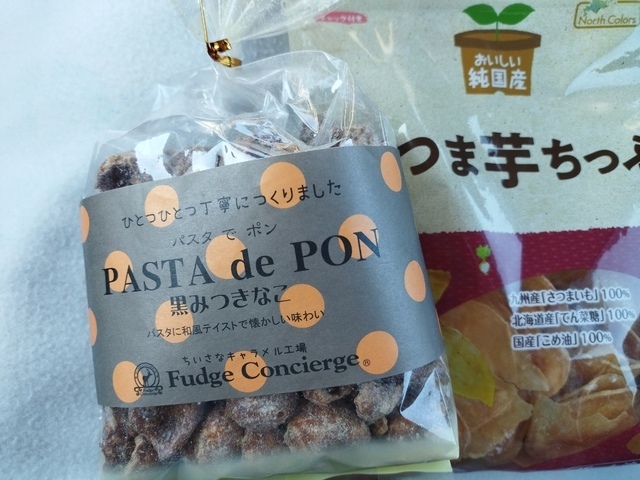 ひとつひとつ丁寧につくりました
パスタ で ポン
PASTA de PON
黒みつきなこ
パスタに和風テイストで懐かしい味わい
ちいさなキャラメル工場
Fudge Concierge®
North Colors
おいしい
純国産
つま芋ちっ
九州産「さつまいも」100%
北海道産「てん菜糖」100%
国産「こめ油」100%